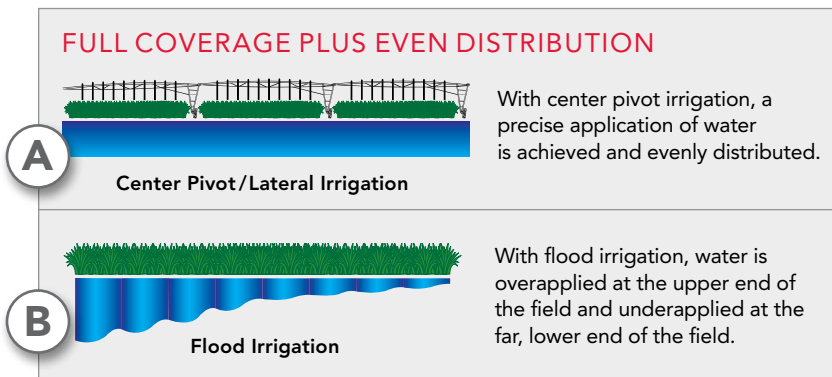 FULL COVERAGE PLUS EVEN DISTRIBUTION
With center pivot irrigation, a
precise application of water
is achieved and evenly distributed.
A
Center Pivot/Lateral Irrigation
With flood irrigation, water is
overapplied at the upper end of
the field and underapplied at the
far, lower end of the field.
B
Flood Irrigation